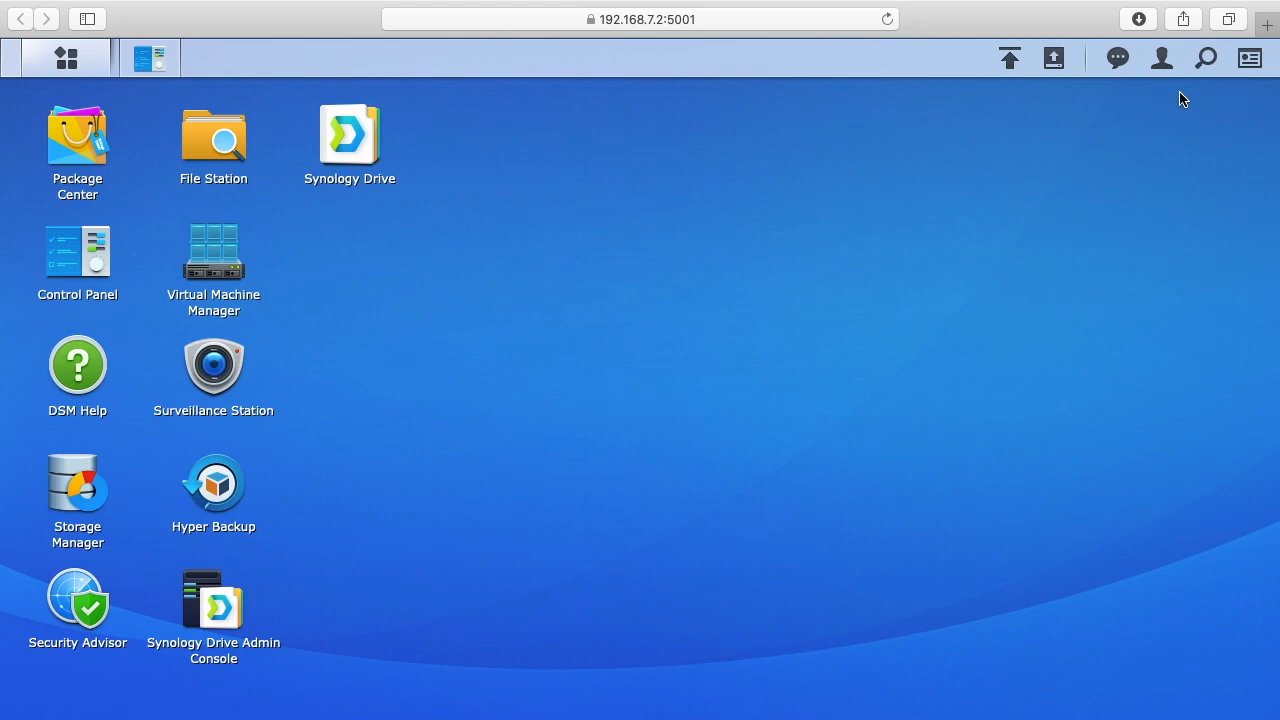 192.168.7.2:5001
Package
Center
File Station
Synology Drive
Control Panel
Virtual Machine
Manager
DSM Help
Surveillance Station
Storage
Manager
Hyper Backup
Security Advisor
Synology Drive Admin
Console